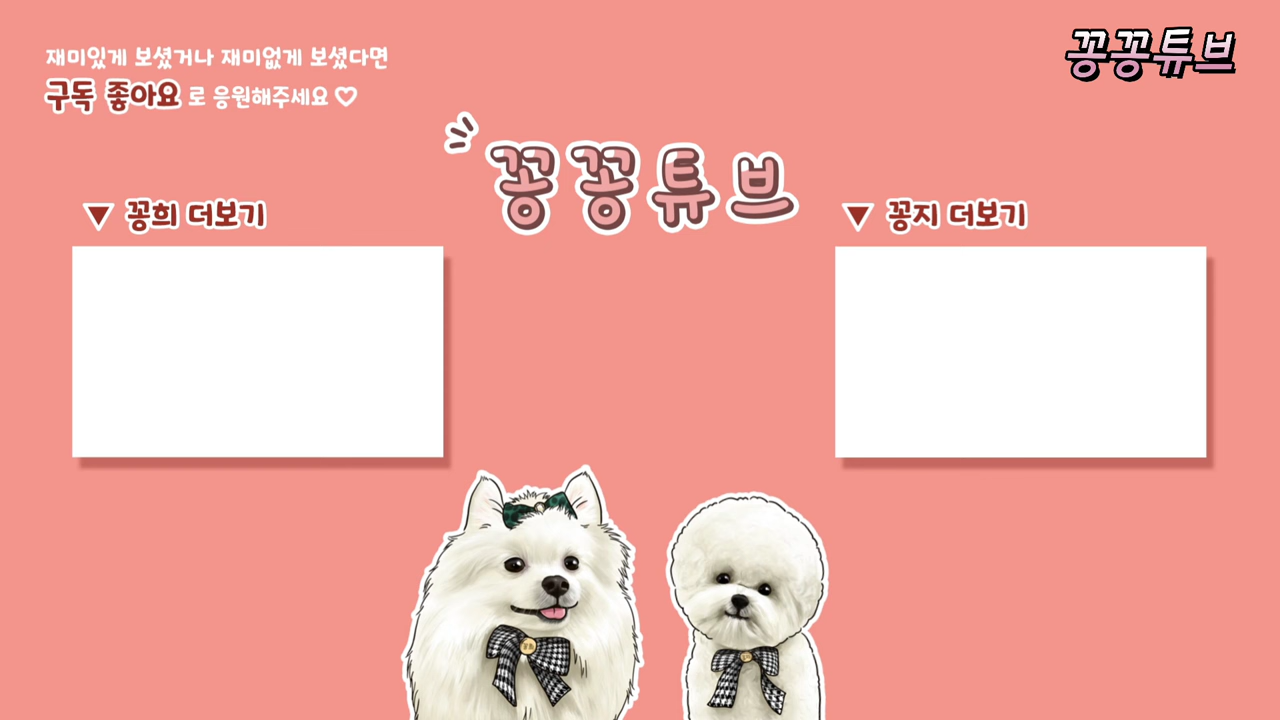 재미있게 보셨거나 재미없게 보셨다면
구독 좋아요 로 응원해주세요 ♡
꽁꽁튜브
꽁꽁튜브
▼ 꽁희 더보기
▼ 꽁지 더보기